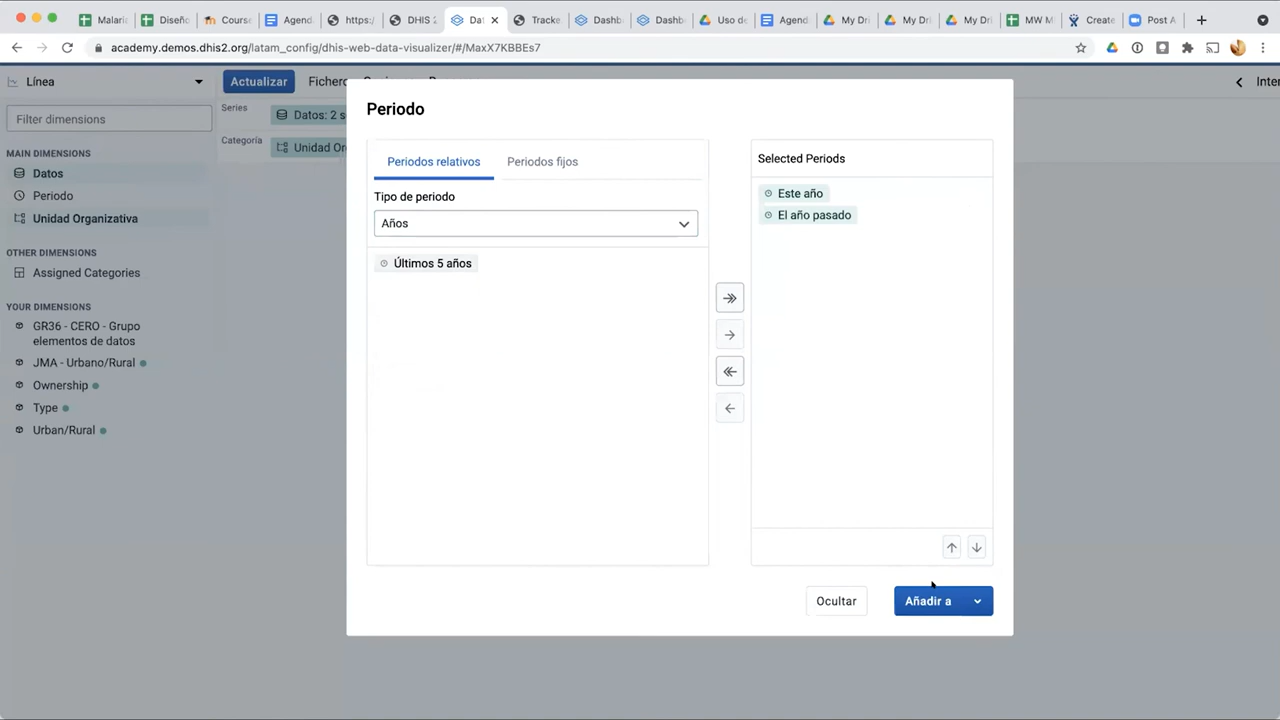 Malari
Diseño
Course
Agend
https:/
DHIS 2
Dat
Tracke
Dashb
Dashb
Uso de
Agend
My Dri
My Dri
My Dri
MW M
Create
Post A
academy.demos.dhis2.org/latam_config/dhis-web-data-visualizer/#/MaxX7KBBEs7
Línea
Actualizar
Fichero
Inter
Filter dimensions
MAIN DIMENSIONS
Datos
Periodo
Unidad Organizativa
OTHER DIMENSIONS
Assigned Categories
YOUR DIMENSIONS
GR36 - CERO - Grupo
elementos de datos
JMA - Urbano/Rural
Ownership
Type
Urban/Rural
Series
Datos: 2 s
Categoría
Unidad Or
Periodo
Periodos relativos
Periodos fijos
Tipo de periodo
Años
Últimos 5 años
Selected Periods
Este año
El año pasado
Ocultar
Añadir a